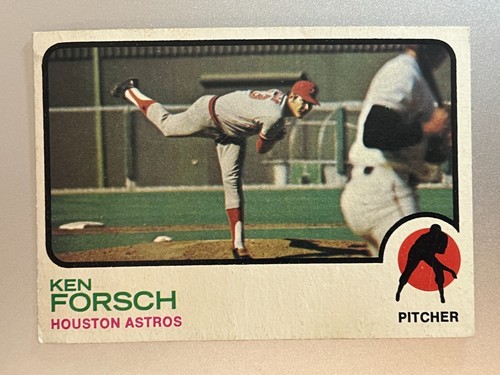 KEN
FORSCH
HOUSTON ASTROS
PITCHER